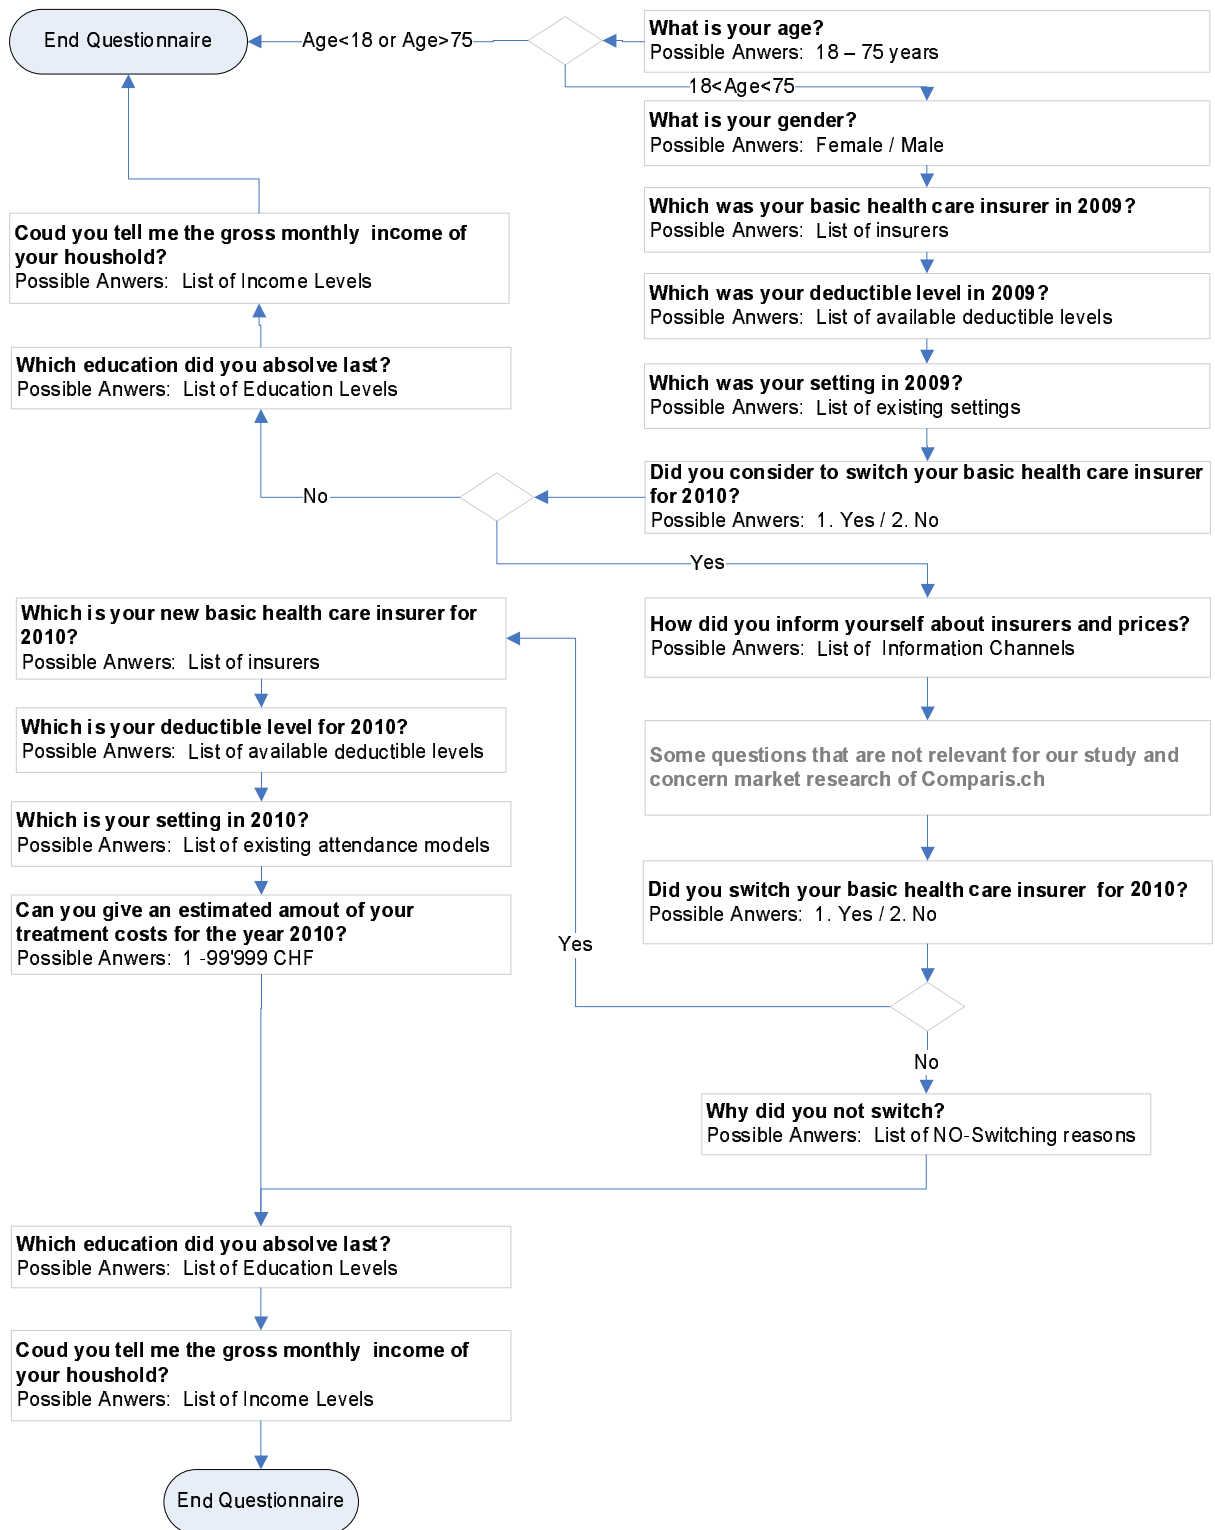 End Questionnaire
Age<18 or Age>75
What is your age?
Possible Anwers:  18 – 75 years
18<Age<75
What is your gender?
Possible Anwers:  Female / Male
Which was your basic health care insurer in 2009?
Possible Anwers:  List of insurers
Coud you tell me the gross monthly  income of
your houshold?
Possible Anwers:  List of Income Levels
Which was your deductible level in 2009?
Possible Anwers:  List of available deductible levels
Which education did you absolve last?
Possible Anwers:  List of Education Levels
Which was your setting in 2009?
Possible Anwers:  List of existing settings
Did you consider to switch your basic health care insurer
for 2010?
Possible Anwers:  1. Yes / 2. No
No
Yes
Which is your new basic health care insurer for
2010?
Possible Anwers:  List of insurers
How did you inform yourself about insurers and prices?
Possible Anwers:  List of  Information Channels
Which is your deductible level for 2010?
Possible Anwers:  List of available deductible levels
Some questions that are not relevant for our study and
concern market research of Comparis.ch
Which is your setting in 2010?
Possible Anwers:  List of existing attendance models
Did you switch your basic health care insurer  for 2010?
Possible Anwers:  1. Yes / 2. No
Can you give an estimated amout of your
treatment costs for the year 2010?
Possible Anwers:  1 -99'999 CHF
Yes
No
Why did you not switch?
Possible Anwers:  List of NO-Switching reasons
Which education did you absolve last?
Possible Anwers:  List of Education Levels
Coud you tell me the gross monthly  income of
your houshold?
Possible Anwers:  List of Income Levels
End Questionnaire